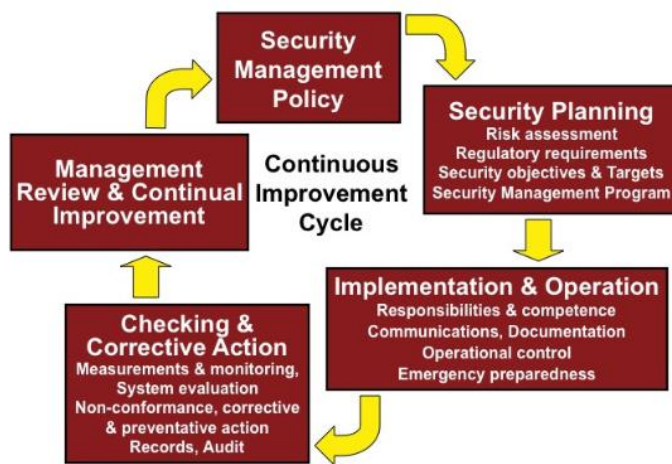 Security
Management
Policy
Security Planning
Risk assessment
Regulatory requirements
Security objectives & Targets
Security Management Program
Implementation & Operation
Responsibilities & competence
Communications, Documentation
Operational control
Emergency preparedness
Checking &
Corrective Action
Measurements & monitoring,
System evaluation
Non-conformance, corrective
& preventative action
Records, Audit
Management
Review & Continual
Improvement
Continuous
Improvement
Cycle